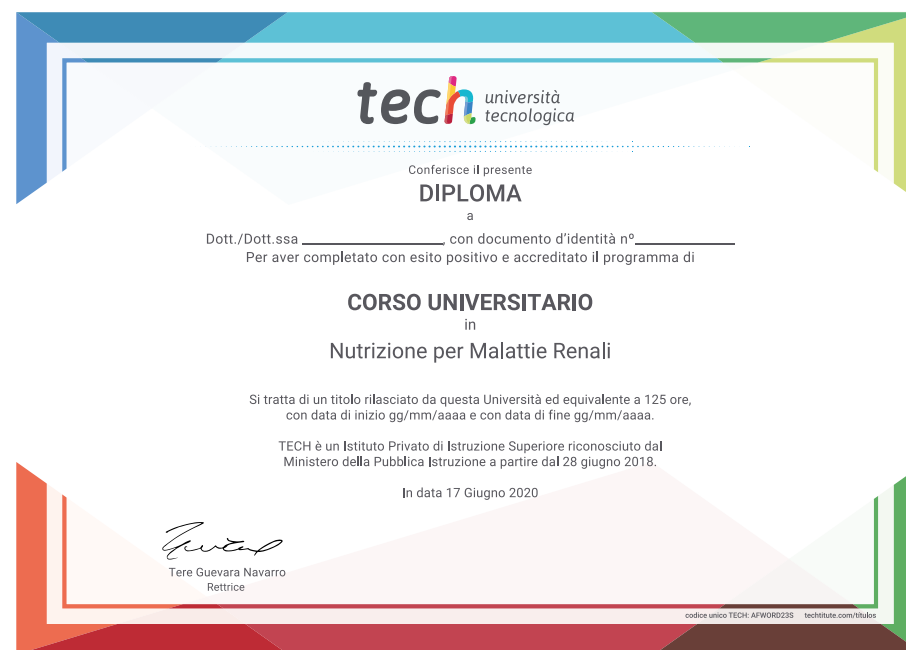 tech università
tecnologica
Conferisce il presente
DIPLOMA
a
Dott./Dott.ssa ____________________, con documento d'identità nº______________
Per aver completato con esito positivo e accreditato il programma di
CORSO UNIVERSITARIO
in
Nutrizione per Malattie Renali
Si tratta di un titolo rilasciato da questa Università ed equivalente a 125 ore,
con data di inizio gg/mm/aaaa e con data di fine gg/mm/aaaa.
TECH è un Istituto Privato di Istruzione Superiore riconosciuto dal
Ministero della Pubblica Istruzione a partire dal 28 giugno 2018.
In data 17 Giugno 2020
Tere Guevara Navarro
Rettrice
codice unico TECH: AFWORD23S techtitute.com/títulos